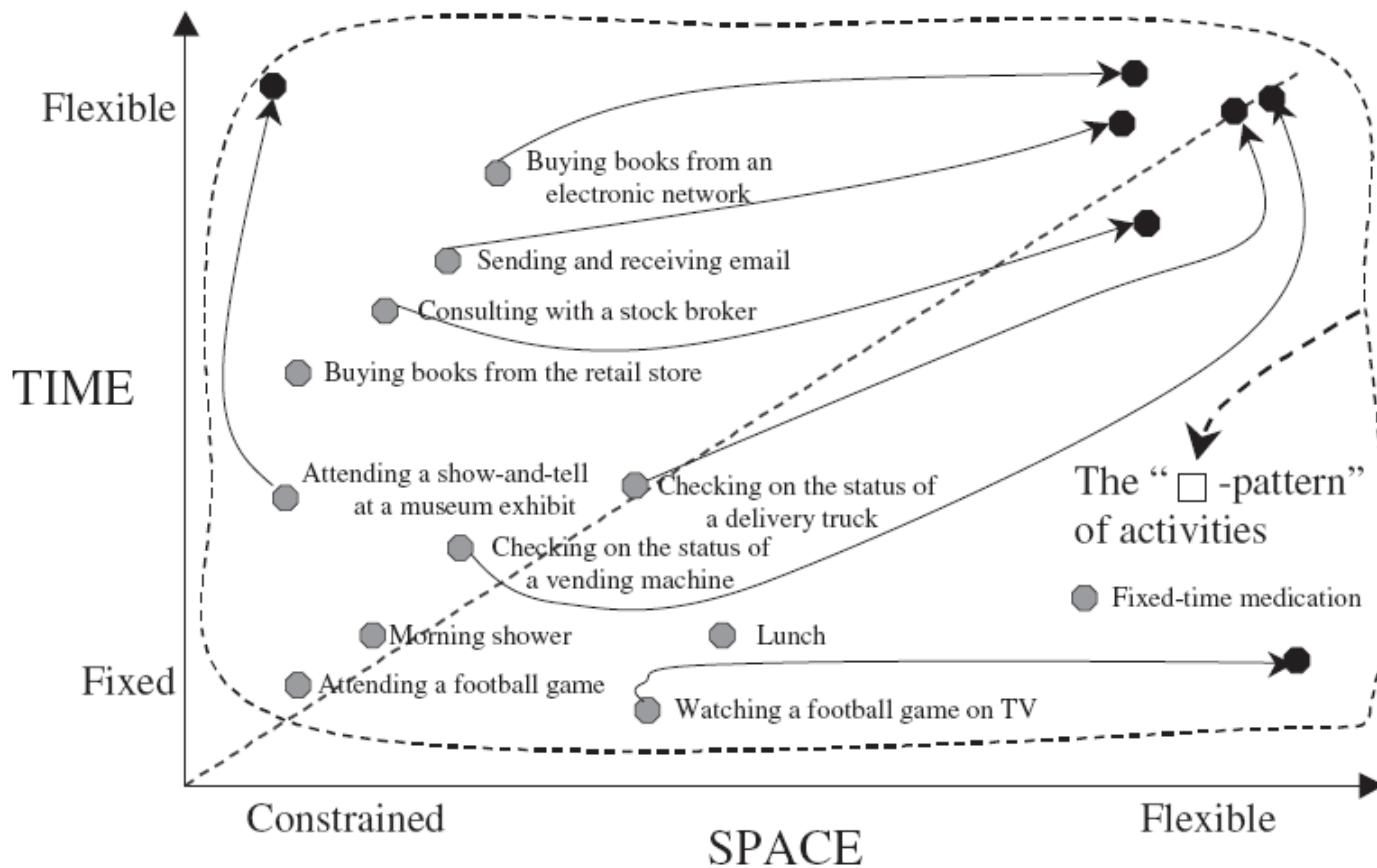 Flexible
Buying books from an
electronic network
Sending and receiving email
Consulting with a stock broker
Buying books from the retail store
TIME
Attending a show-and-tell
at a museum exhibit
Checking on the status of
a delivery truck
The “ □ -pattern”
of activities
Checking on the status of
a vending machine
Fixed-time medication
Morning shower
Lunch
Fixed
Attending a football game
Watching a football game on TV
Constrained
Flexible
SPACE